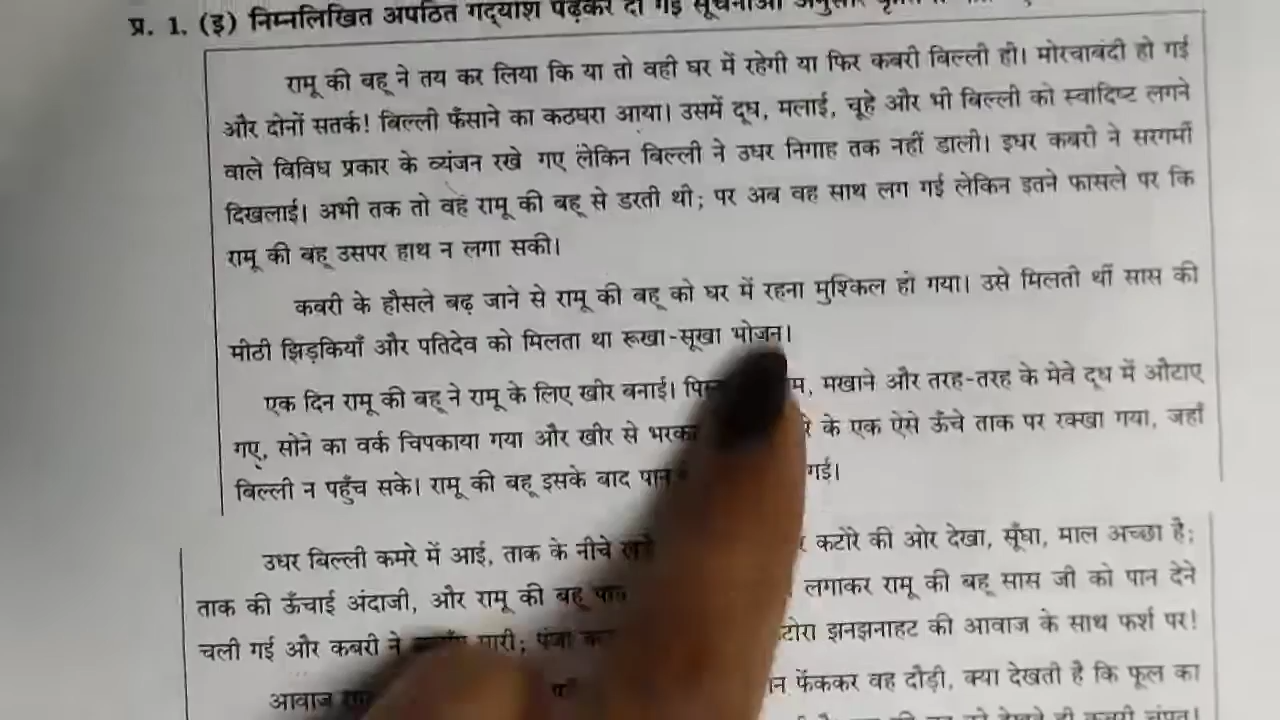 प्र. 1. (इ) निम्नलिखित अपठित गद्यांश पढ़कर दी गई सूचनाओं अनुसार
रामू की बहू ने तय कर लिया कि या तो वही घर में रहेगी या फिर कबरी बिल्ली ही। मोरचाबंदी हो गई
और दोनों सतर्क! बिल्ली फँसाने का कठघरा आया। उसमें दूध, मलाई, चूहे और भी बिल्ली को स्वादिष्ट लगने
वाले विविध प्रकार के व्यंजन रखे गए लेकिन बिल्ली ने उधर निगाह तक नहीं डाली। इधर कबरी ने सरगर्मी
दिखलाई। अभी तक तो वह रामू की बहू से डरती थी; पर अब वह साथ लग गई लेकिन इतने फासले पर कि
रामू की बहू उसपर हाथ न लगा सकी।
कबरी के हौसले बढ़ जाने से रामू की बहू को घर में रहना मुश्किल हो गया। उसे मिलती थीं सास की
मीठी झिड़कियाँ और पतिदेव को मिलता था रूखा-सूखा भोजन।
एक दिन रामू की बहू ने रामू के लिए खीर बनाई। मखाने और तरह-तरह के मेवे दूध में औटाए
गए, सोने का वर्क चिपकाया गया और खीर से भरकर के एक ऐसे ऊँचे ताक पर रक्खा गया, जहाँ
बिल्ली न पहुँच सके। रामू की बहू इसके बाद पान गई।
उधर बिल्ली कमरे में आई, ताक के नीचे कटोरे की ओर देखा, सूँघा, माल अच्छा है;
ताक की ऊँचाई अंदाजी, और रामू की बहू पान लगाकर रामू की बहू सास जी को पान देने
चली गई और कबरी ने मारी; पंजा झनझनाहट की आवाज के साथ फर्श पर!
आवाज फेंककर वह दौड़ी, क्या देखती है कि फूल का